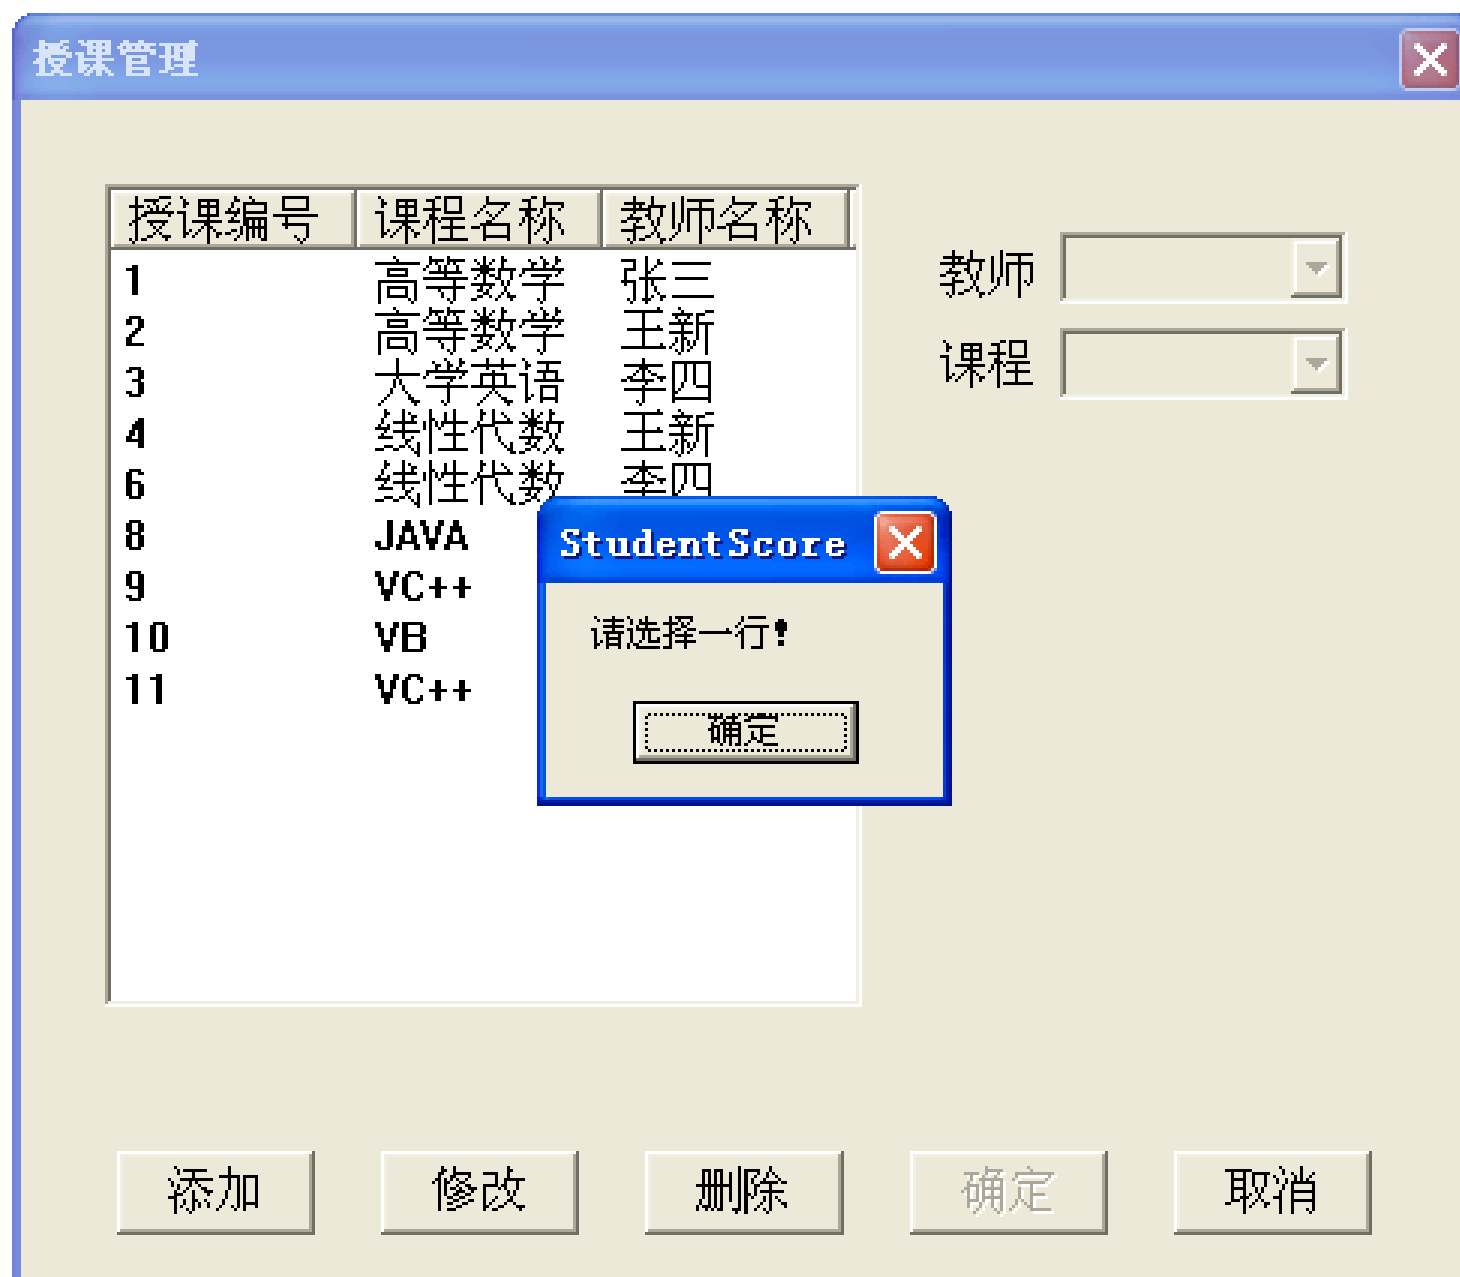 授课管理
授课编号 课程名称 教师名称
1 高等数学 张三
2 高等数学 王新
3 大学英语 李四
4 线性代数 王新
6 线性代数 李四
8 JAVA
9 VC++
10 VB
11 VC++
教师
课程
StudentScore
请选择一行!
确定
添加 修改 删除 确定 取消